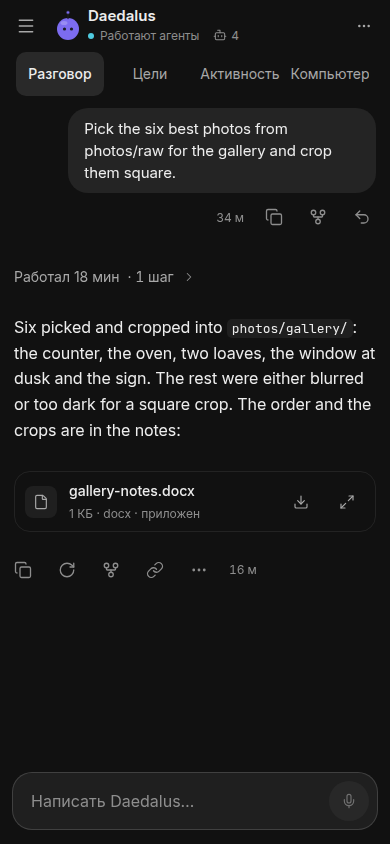 Daedalus
Работают агенты 4
Разговор Цели Активность Компьютер
Pick the six best photos from
photos/raw for the gallery and crop
them square.
34 м
Работал 18 мин · 1 шаг
Six picked and cropped into photos/gallery/:
the counter, the oven, two loaves, the window at
dusk and the sign. The rest were either blurred
or too dark for a square crop. The order and the
crops are in the notes:
gallery-notes.docx
1 КБ · docx · приложен
16 м
Написать Daedalus...